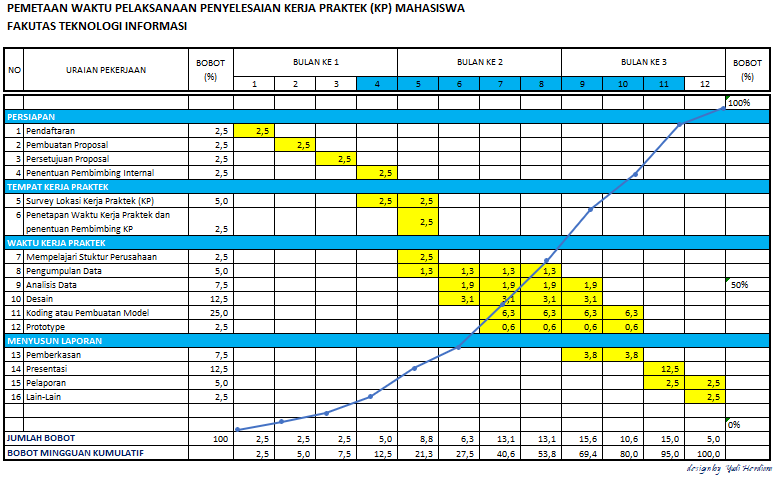 PEMETAAN WAKTU PELAKSANAAN PENYELESAIAN KERJA PRAKTEK (KP) MAHASISWA
FAKUTAS TEKNOLOGI INFORMASI
NO URAIAN PEKERJAAN BOBOT (%) BULAN KE 1 BULAN KE 2 BULAN KE 3 BOBOT (%)
1 2 3 4 5 6 7 8 9 10 11 12
100%
PERSIAPAN
1 Pendaftaran 2,5 2,5
2 Pembuatan Proposal 2,5 2,5
3 Persetujuan Proposal 2,5 2,5
4 Penentuan Pembimbing Internal 2,5 2,5
TEMPAT KERJA PRAKTEK
5 Survey Lokasi Kerja Praktek (KP) 5,0 2,5 2,5
6 Penetapan Waktu Kerja Praktek dan
penentuan Pembimbing KP 2,5 2,5
WAKTU KERJA PRAKTEK
7 Mempelajari Stuktur Perusahaan 2,5 2,5
8 Pengumpulan Data 5,0 1,3 1,3 1,3 1,3
9 Analisis Data 7,5 1,9 1,9 1,9 1,9 50%
10 Desain 12,5 3,1 3,1 3,1 3,1
11 Koding atau Pembuatan Model 25,0 6,3 6,3 6,3 6,3
12 Prototype 2,5 0,6 0,6 0,6 0,6
MENYUSUN LAPORAN
13 Pemberkasan 7,5 3,8 3,8
14 Presentasi 12,5 12,5
15 Pelaporan 5,0 2,5 2,5
16 Lain-Lain 2,5 2,5
0%
JUMLAH BOBOT 100 2,5 2,5 2,5 5,0 8,8 6,3 13,1 13,1 15,6 10,6 15,0 5,0
BOBOT MINGGUAN KUMULATIF 2,5 5,0 7,5 12,5 21,3 27,5 40,6 53,8 69,4 80,0 95,0 100,0
design by Yudi Herdiana